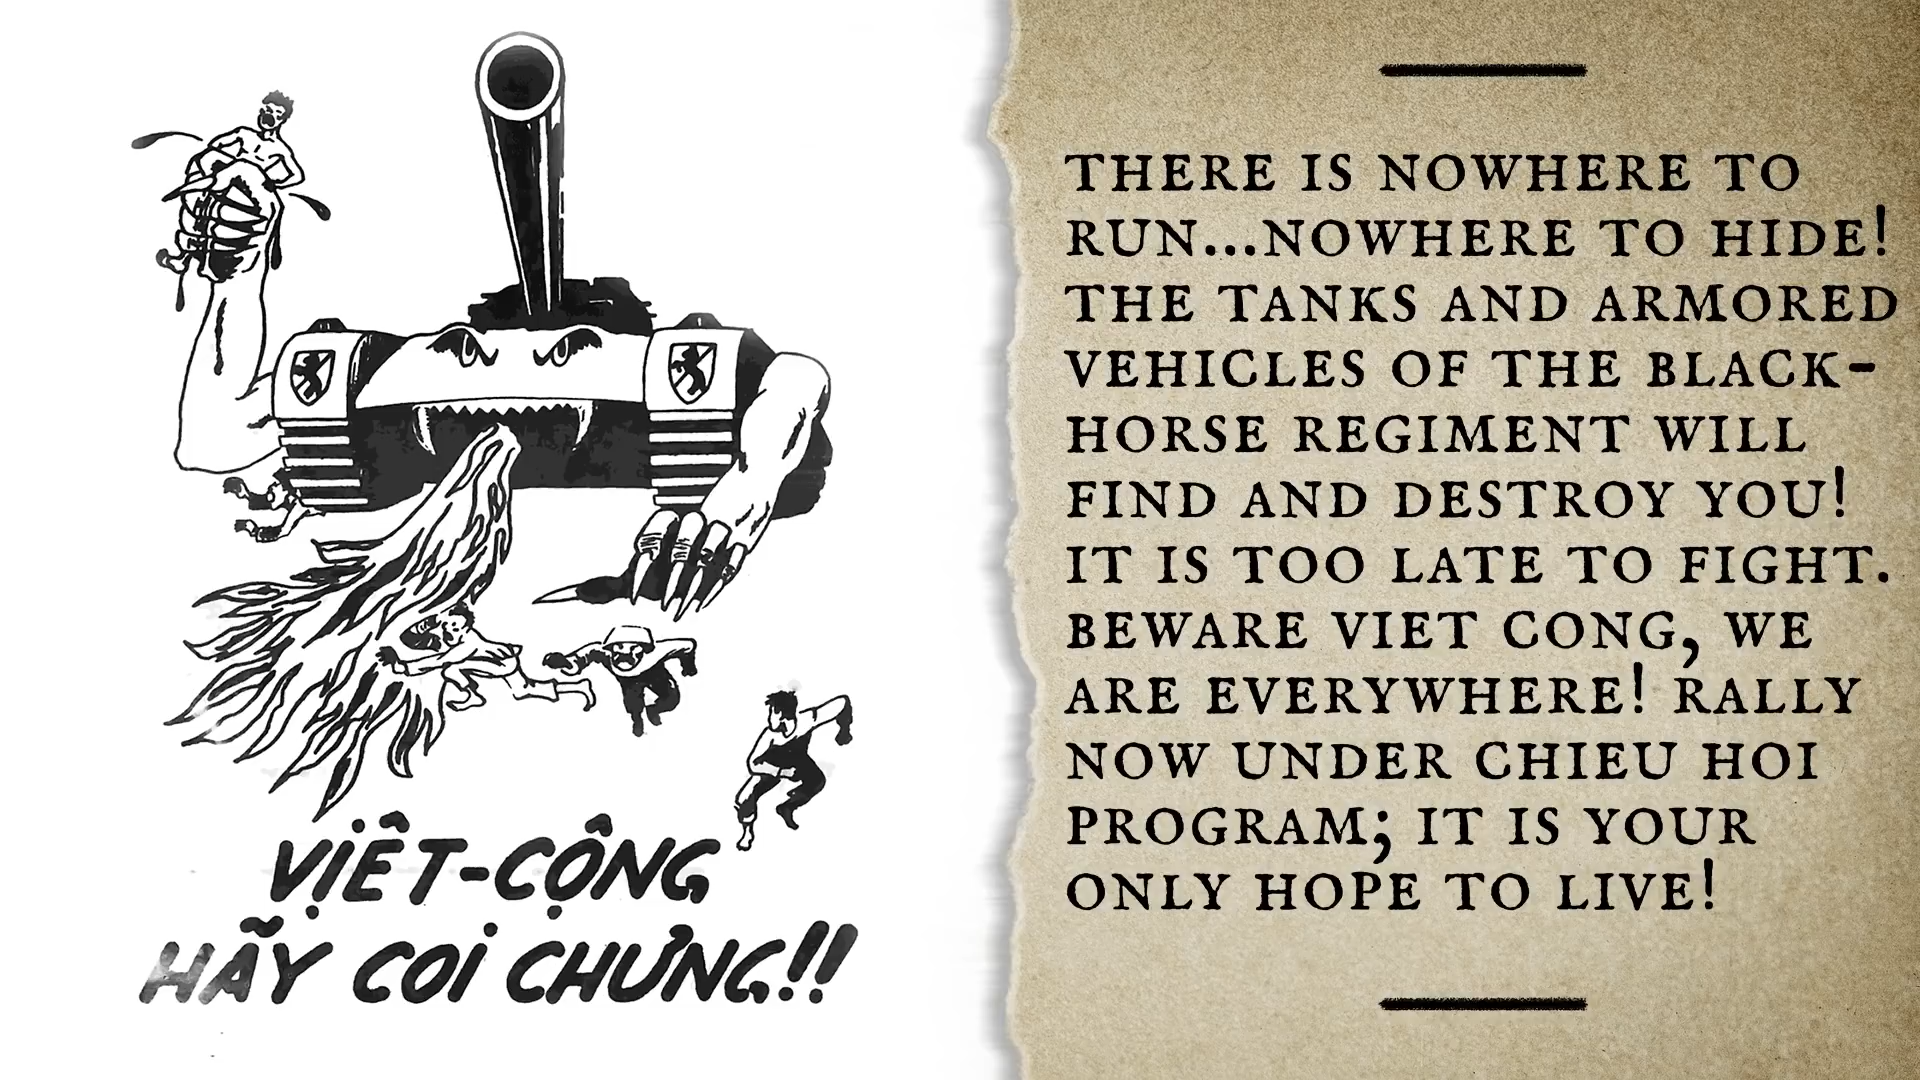 VIỆT-CỘNG
HÃY COI CHỪNG!!
THERE IS NOWHERE TO
RUN...NOWHERE TO HIDE!
THE TANKS AND ARMORED
VEHICLES OF THE BLACK-
HORSE REGIMENT WILL
FIND AND DESTROY YOU!
IT IS TOO LATE TO FIGHT.
BEWARE VIET CONG, WE
ARE EVERYWHERE! RALLY
NOW UNDER CHIEU HOI
PROGRAM; IT IS YOUR
ONLY HOPE TO LIVE!